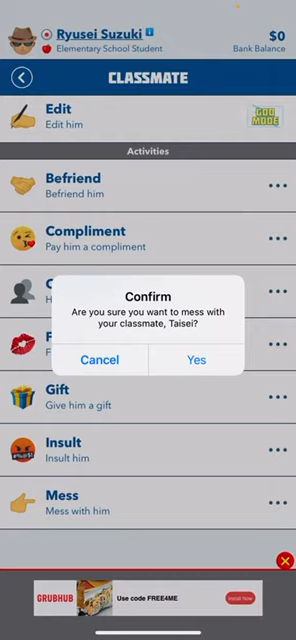 Ryusei Suzuki
$0
Elementary School Student
Bank Balance
CLASSMATE
Edit
Edit him
GOD
MODE
Activities
Befriend
Befriend him
Compliment
Pay him a compliment
Confirm
Are you sure you want to mess with
your classmate, Taisei?
Cancel
Yes
Gift
Give him a gift
Insult
Insult him
Mess
Mess with him
GRUBHUB
Use code FREE4ME
Install Now